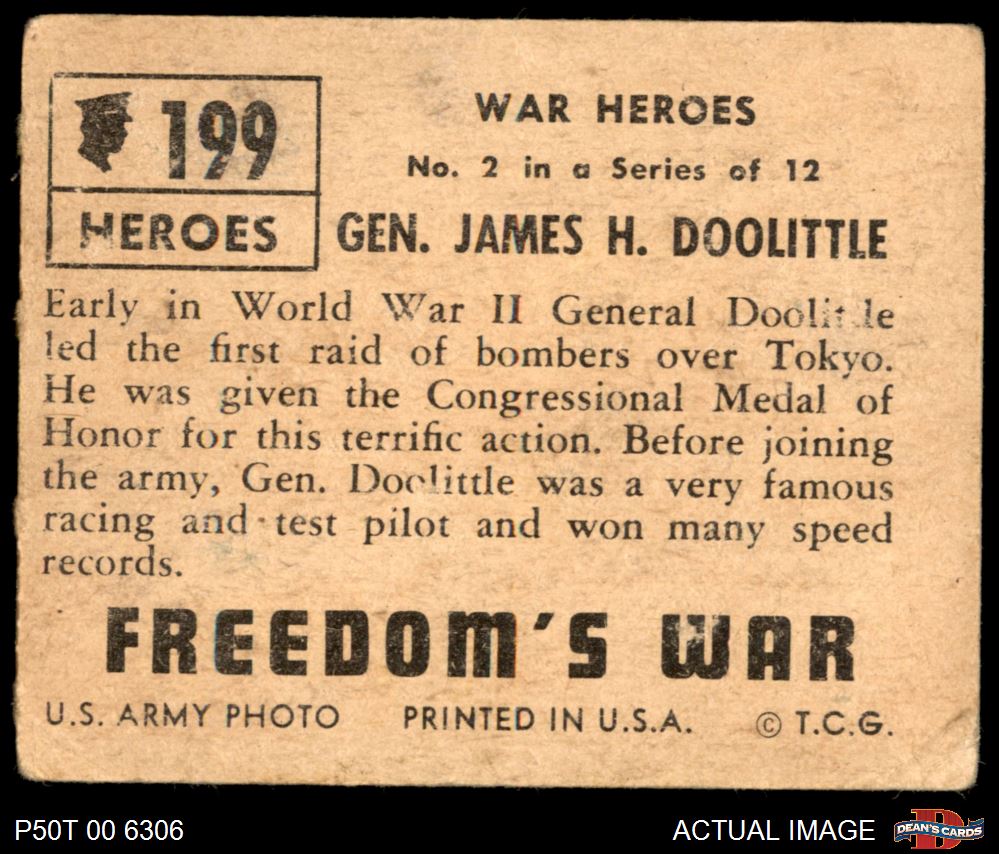 199
HEROES
WAR HEROES
No. 2 in a Series of 12
GEN. JAMES H. DOOLITTLE
Early in World War II General Doolittle
led the first raid of bombers over Tokyo.
He was given the Congressional Medal of
Honor for this terrific action. Before joining
the army, Gen. Doolittle was a very famous
racing and test pilot and won many speed
records.
FREEDOM'S WAR
U.S. ARMY PHOTO PRINTED IN U.S.A. © T.C.G.
P50T 00 6306 ACTUAL IMAGE D DEAN'S CARDS